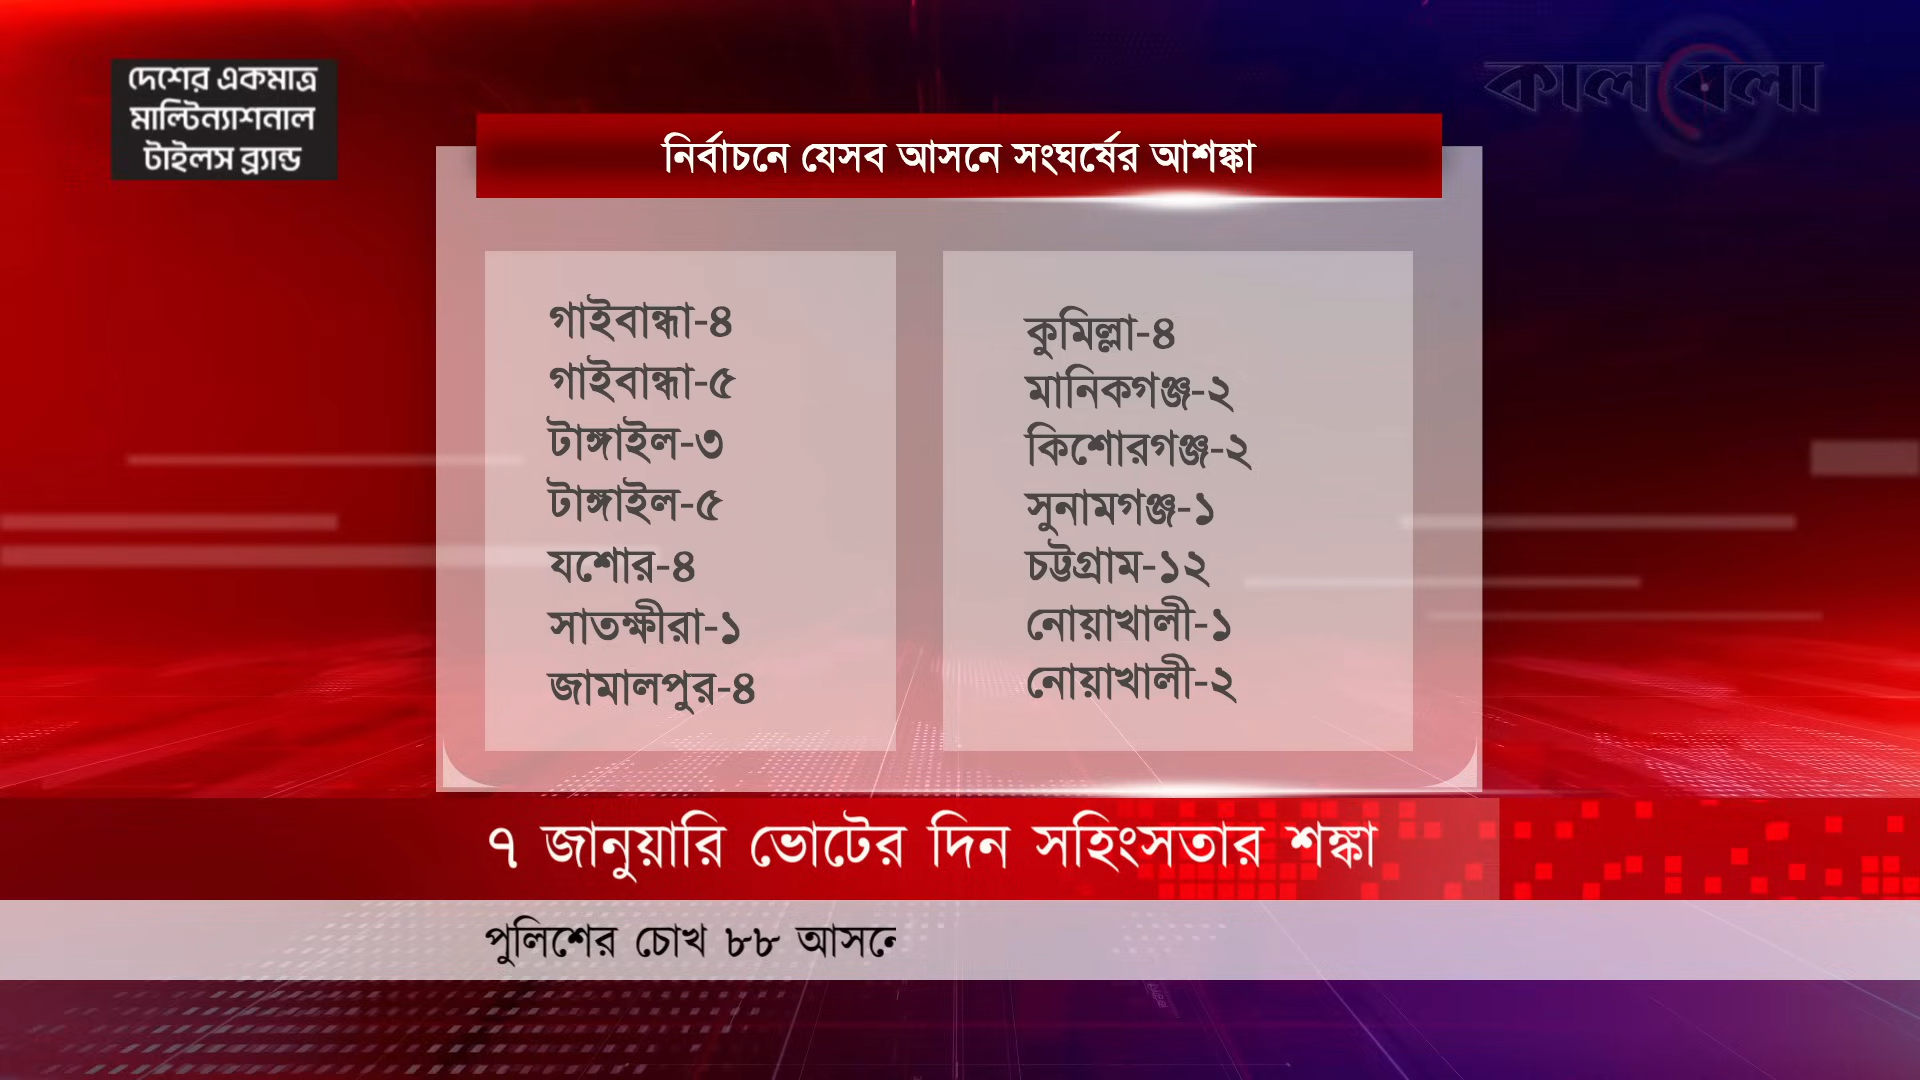 দেশের একমাত্র
মাল্টিন্যাশনাল
টাইলস ব্র্যান্ড
কালবেলা
নির্বাচনে যেসব আসনে সংঘর্ষের আশঙ্কা
গাইবান্ধা-৪
গাইবান্ধা-৫
টাঙ্গাইল-৩
টাঙ্গাইল-৫
যশোর-৪
সাতক্ষীরা-১
জামালপুর-৪
কুমিল্লা-৪
মানিকগঞ্জ-২
কিশোরগঞ্জ-২
সুনামগঞ্জ-১
চট্টগ্রাম-১২
নোয়াখালী-১
নোয়াখালী-২
৭ জানুয়ারি ভোটের দিন সহিংসতার শঙ্কা
পুলিশের চোখ ৮৮ আসনে